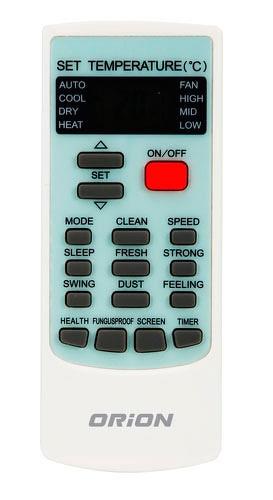 SET TEMPERATURE(°C)
AUTO FAN
COOL HIGH
DRY MID
HEAT LOW
ON/OFF
SET
MODE CLEAN SPEED
SLEEP FRESH STRONG
SWING DUST FEELING
HEALTH FUNGUSPROOF SCREEN TIMER
ORION